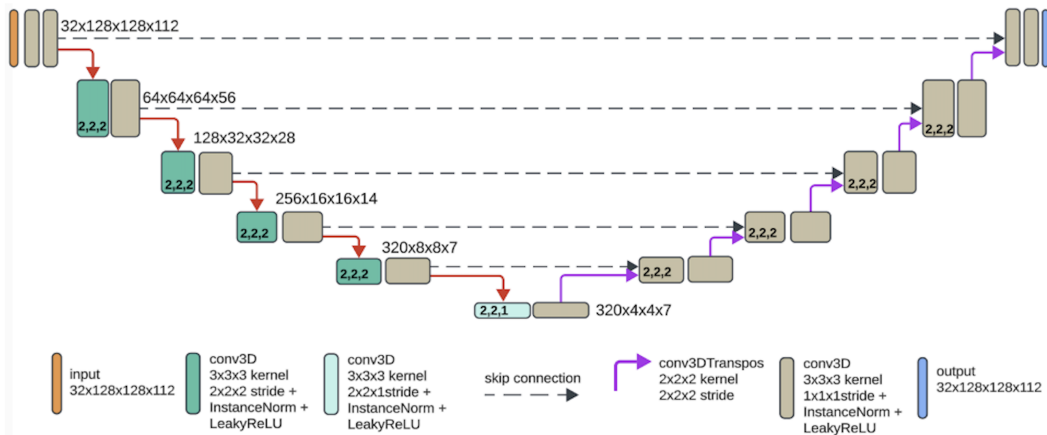 32x128x128x112
64x64x64x56
2,2,2
2,2,2
128x32x32x28
2,2,2
2,2,2
256x16x16x14
2,2,2
2,2,2
320x8x8x7
2,2,2
2,2,2
2,2,1
320x4x4x7
input
32x128x128x112
conv3D
3x3x3 kernel
2x2x2 stride +
InstanceNorm +
LeakyReLU
conv3D
3x3x3 kernel
2x2x1stride +
InstanceNorm +
LeakyReLU
skip connection
conv3DTranspos
2x2x2 kernel
2x2x2 stride
conv3D
3x3x3 kernel
1x1x1stride +
InstanceNorm +
LeakyReLU
output
32x128x128x112